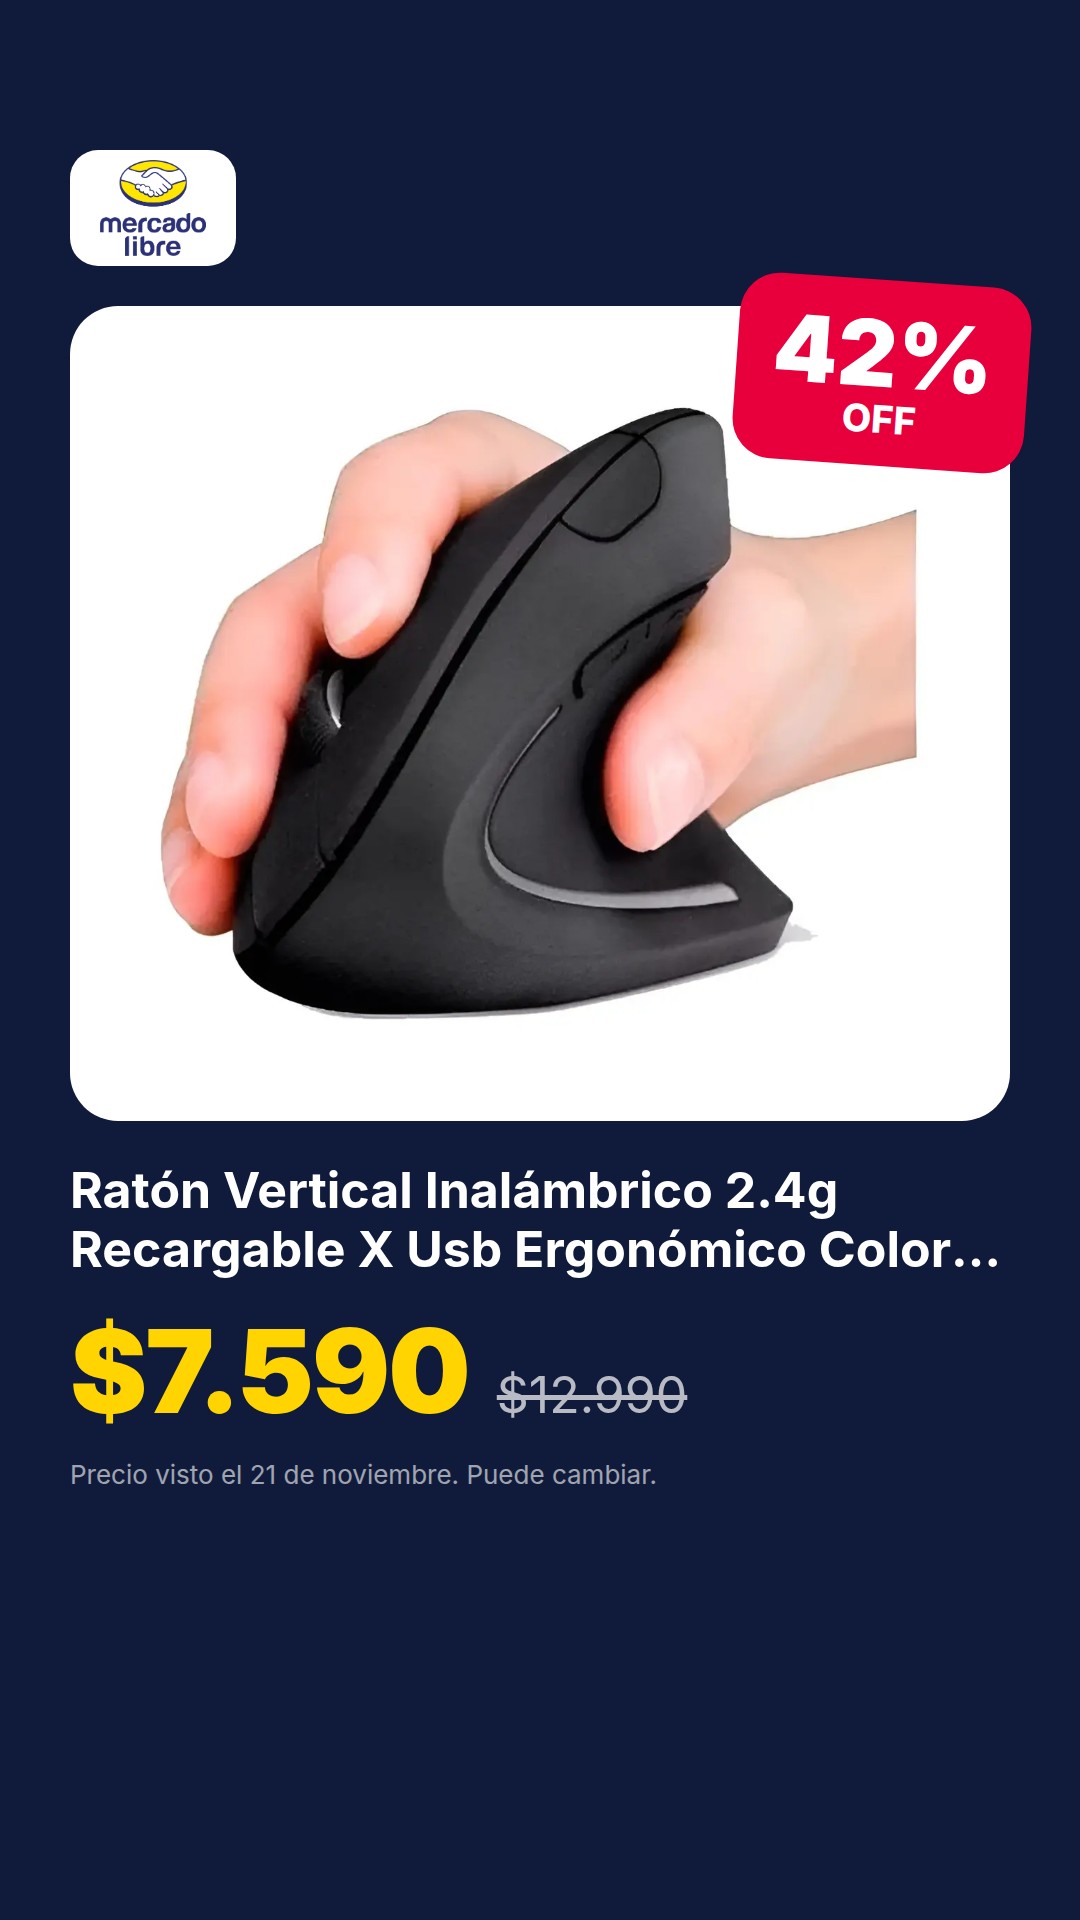 mercado
libre
42%
OFF
Ratón Vertical Inalámbrico 2.4g
Recargable X Usb Ergonómico Color...
$7.590 $12.990
Precio visto el 21 de noviembre. Puede cambiar.